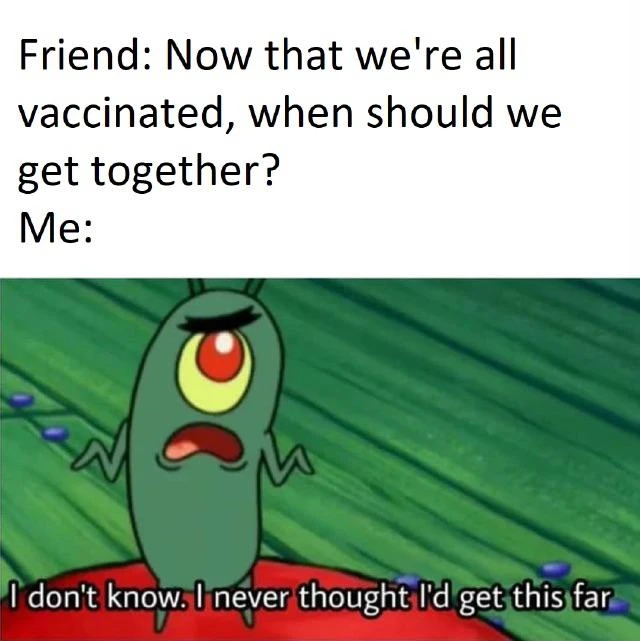 Friend: Now that we're all
vaccinated, when should we
get together?
Me:
I don't know. I never thought I'd get this far